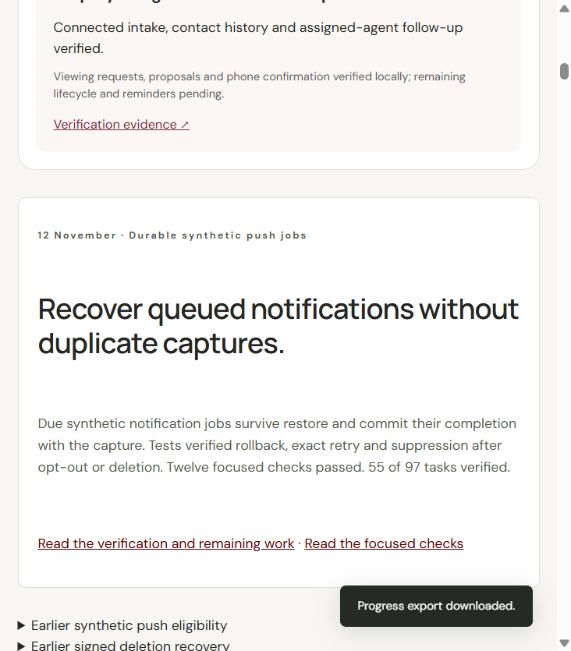 Connected intake, contact history and assigned-agent follow-up
verified.
Viewing requests, proposals and phone confirmation verified locally; remaining
lifecycle and reminders pending.
Verification evidence ↗
12 November · Durable synthetic push jobs
Recover queued notifications without
duplicate captures.
Due synthetic notification jobs survive restore and commit their completion
with the capture. Tests verified rollback, exact retry and suppression after
opt-out or deletion. Twelve focused checks passed. 55 of 97 tasks verified.
Read the verification and remaining work · Read the focused checks
Progress export downloaded.
▶ Earlier synthetic push eligibility
▶ Earlier signed deletion recovery